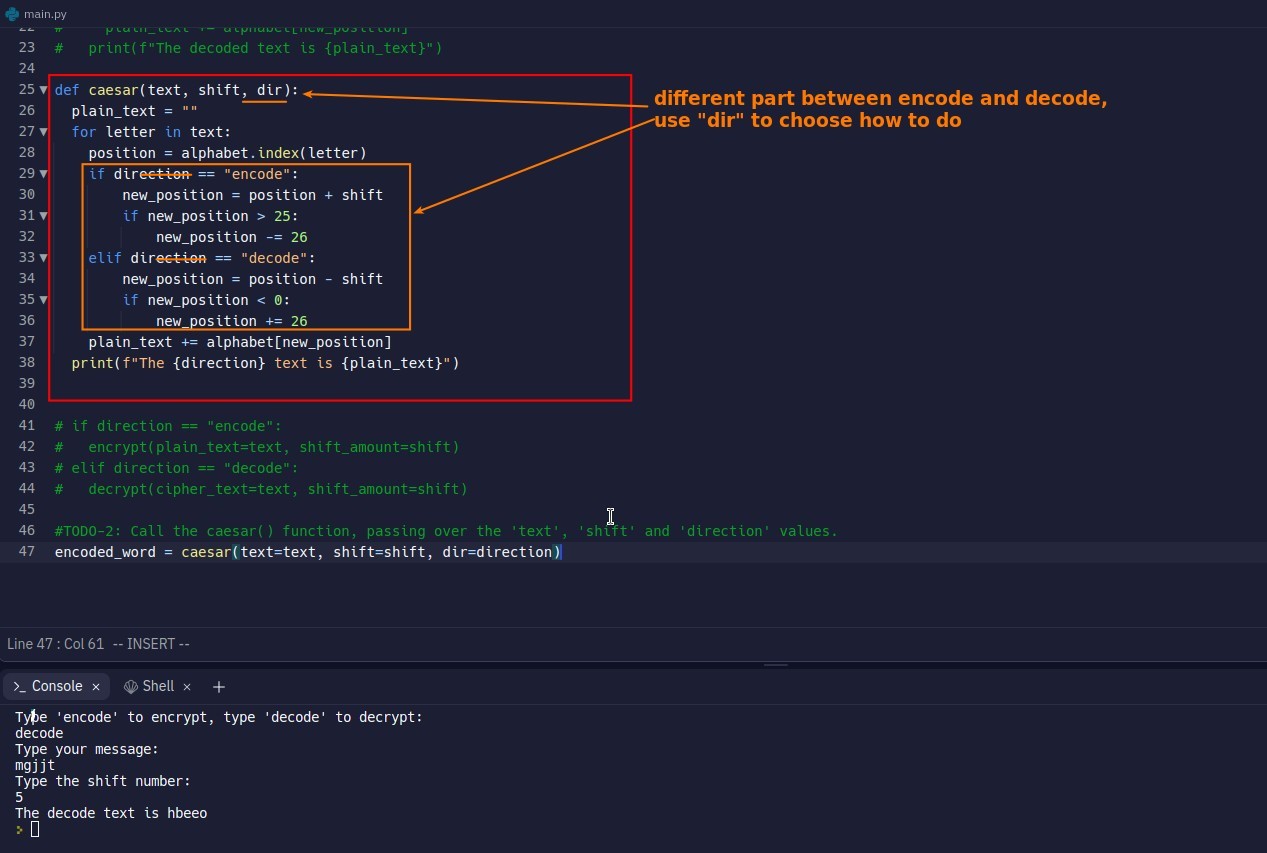 main.py
22 #     plain_text += alphabet[new_position]
23 #   print(f"The decoded text is {plain_text}")
24
25 def caesar(text, shift, dir):
different part between encode and decode,
use "dir" to choose how to do
26   plain_text = ""
27   for letter in text:
28     position = alphabet.index(letter)
29     if direction == "encode":
30         new_position = position + shift
31         if new_position > 25:
32             new_position -= 26
33     elif direction == "decode":
34         new_position = position - shift
35         if new_position < 0:
36             new_position += 26
37     plain_text += alphabet[new_position]
38   print(f"The {direction} text is {plain_text}")
39
40
41 # if direction == "encode":
42 #   encrypt(plain_text=text, shift_amount=shift)
43 # elif direction == "decode":
44 #   decrypt(cipher_text=text, shift_amount=shift)
45
46 #TODO-2: Call the caesar() function, passing over the 'text', 'shift' and 'direction' values.
47 encoded_word = caesar(text=text, shift=shift, dir=direction)
Line 47 : Col 61 -- INSERT --
Console × Shell × +
Type 'encode' to encrypt, type 'decode' to decrypt:
decode
Type your message:
mgjjt
Type the shift number:
5
The decode text is hbeeo